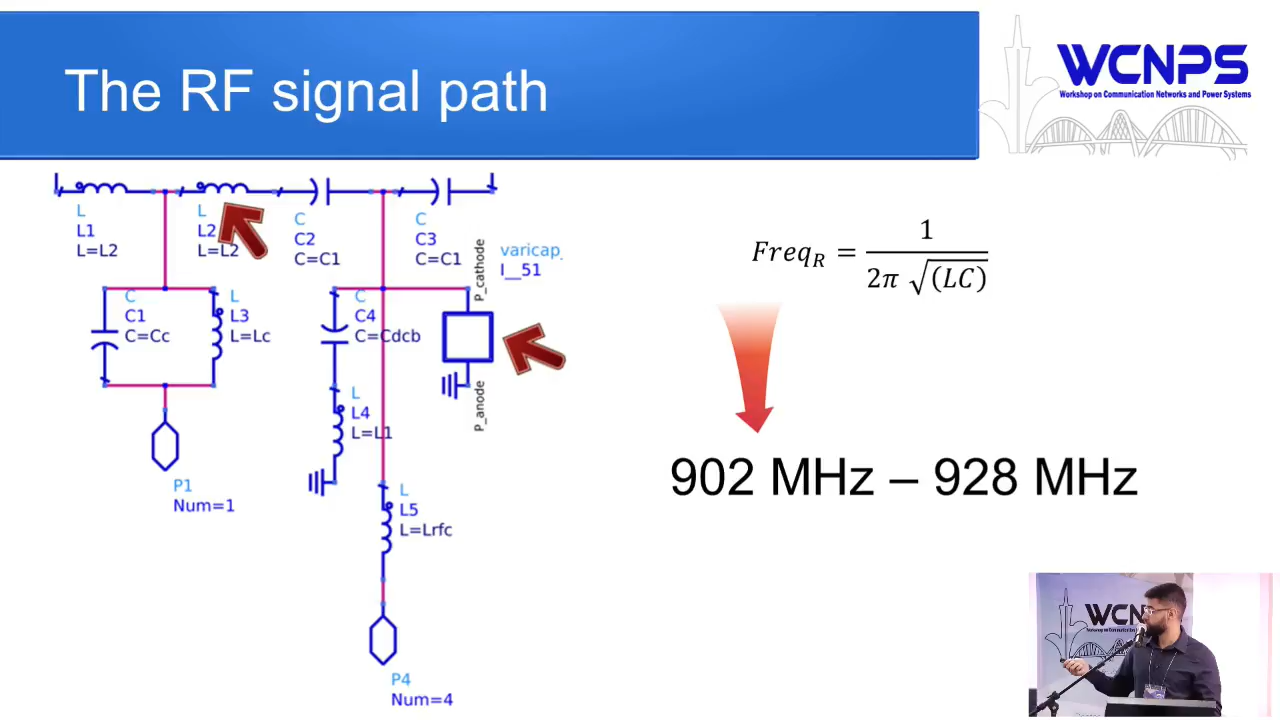 The RF signal path
WCNPS
Workshop on Communication Networks and Power Systems
L
L1
L=L2
L
L2
L=L2
C
C2
C=C1
C
C3
C=C1
P_cathode
varicap_
I__51
C
C1
C=Cc
L
L3
L=Lc
C
C4
C=Cdcb
P_anode
L
L4
L=L1
P1
Num=1
L
L5
L=Lrfc
P4
Num=4
Freq_R = 1 / 2π √(LC)
902 MHz – 928 MHz
WCN